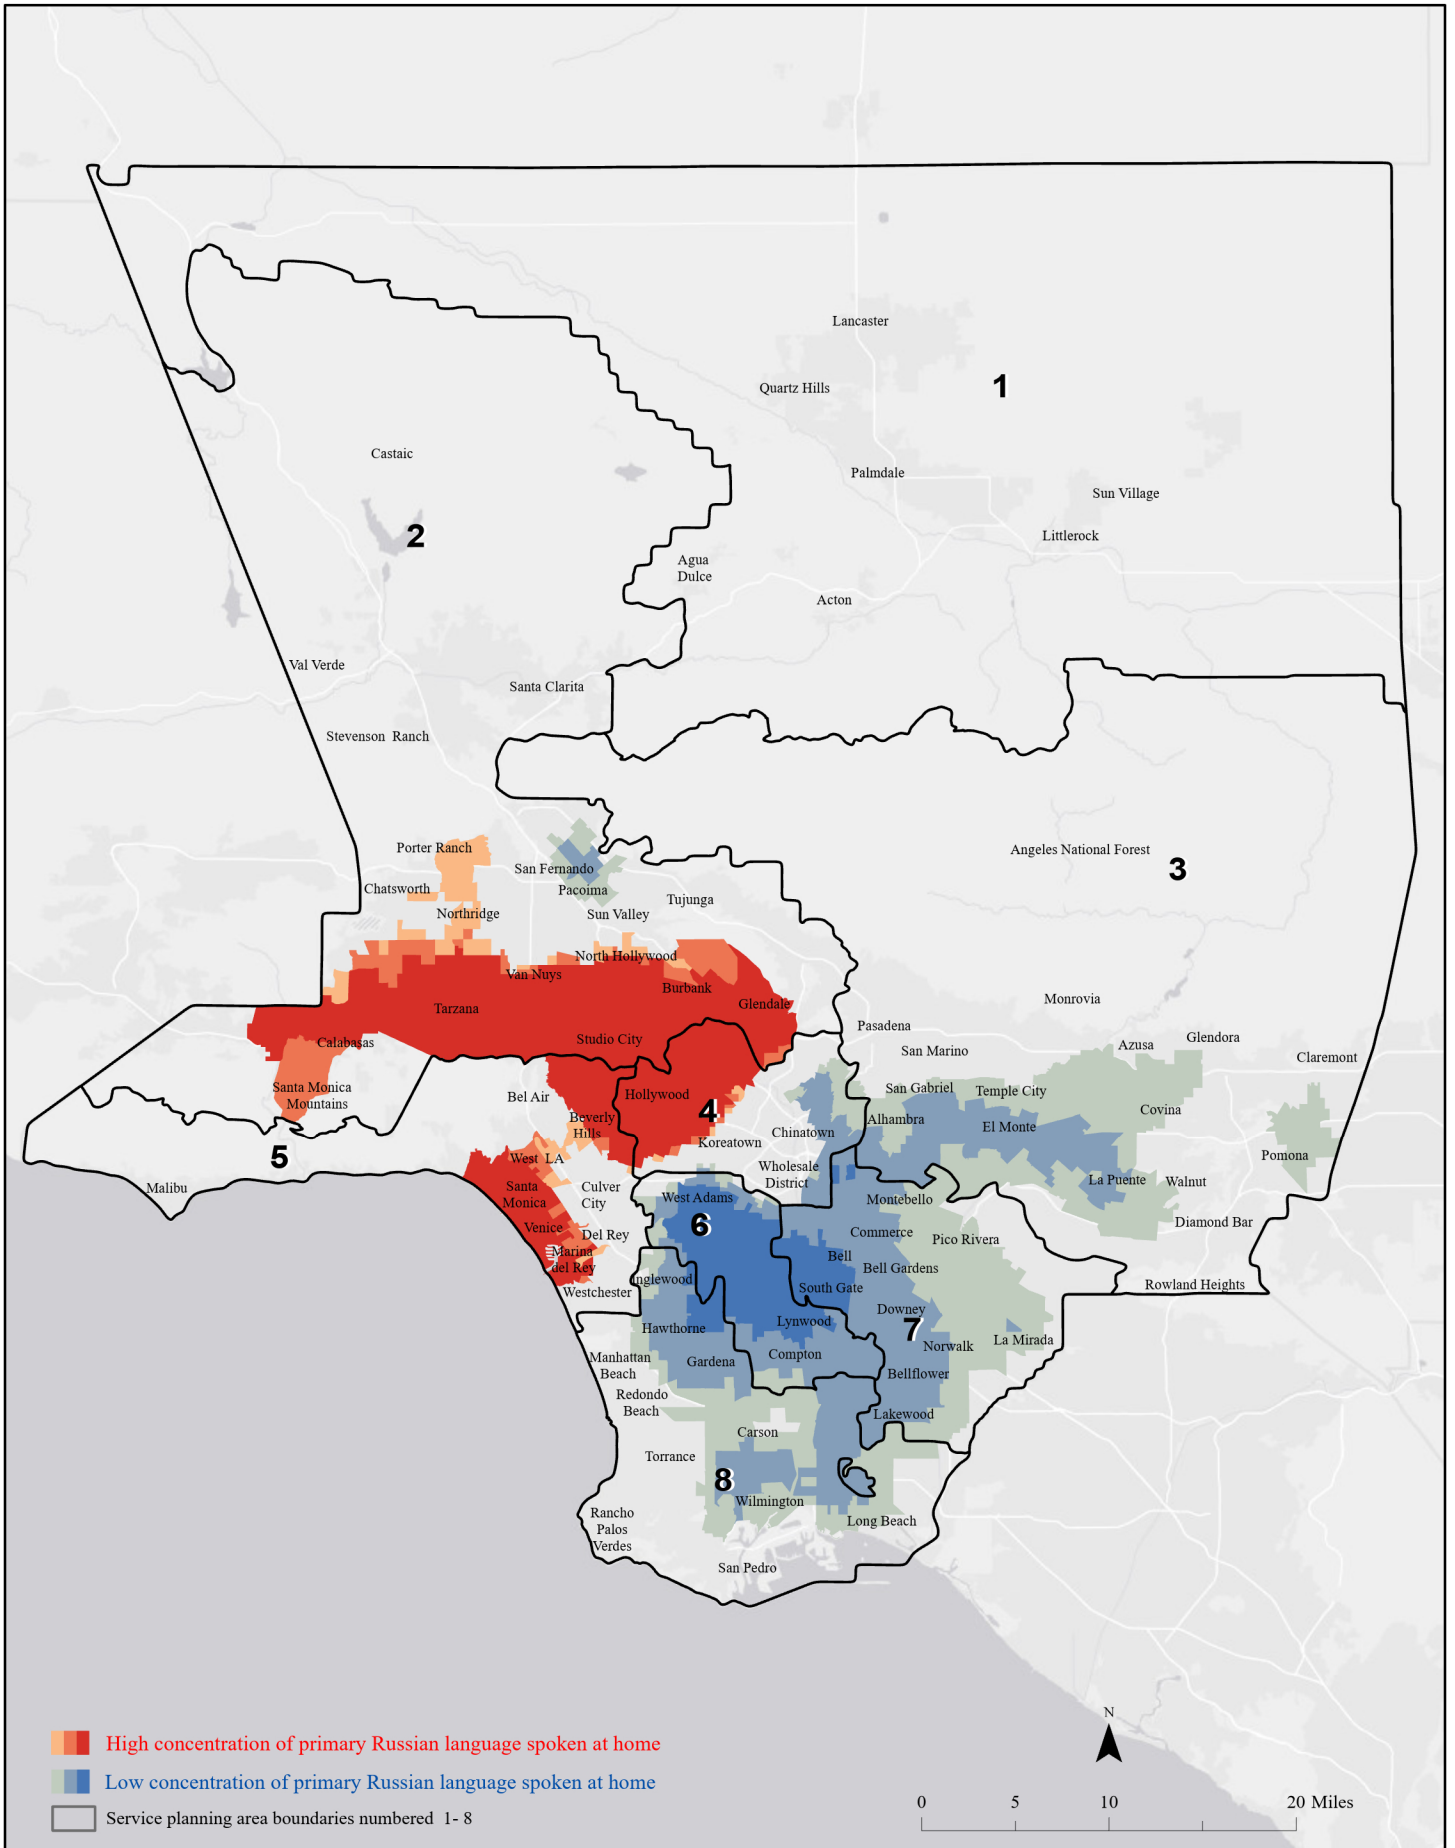 Lancaster
1
Quartz Hills
Castaic
Palmdale
Sun Village
2
Littlerock
Agua
Dulce
Acton
Val Verde
Santa Clarita
Stevenson Ranch
Porter Ranch
Angeles National Forest
3
San Fernando
Chatsworth
Pacoima
Tujunga
Northridge
Sun Valley
North Hollywood
Van Nuys
Burbank
Glendale
Monrovia
Tarzana
Pasadena
Studio City
Calabasas
San Marino
Azusa
Glendora
Claremont
Santa Monica
Mountains
Bel Air
Hollywood
4
San Gabriel
Temple City
Beverly
Hills
Covina
Alhambra
El Monte
Chinatown
Koreatown
5
West LA
Pomona
Wholesale
District
Malibu
Santa
Monica
Culver
City
La Puente
Walnut
West Adams
Montebello
6
Venice
Del Rey
Commerce
Pico Rivera
Diamond Bar
Marina
del Rey
Bell
Bell Gardens
Inglewood
South Gate
Rowland Heights
Westchester
Downey
Hawthorne
Lynwood
7
La Mirada
Norwalk
Manhattan
Beach
Gardena
Compton
Bellflower
Redondo
Beach
Lakewood
Carson
Torrance
8
Wilmington
Rancho
Palos
Verdes
Long Beach
San Pedro
N
High concentration of primary Russian language spoken at home
Low concentration of primary Russian language spoken at home
Service planning area boundaries numbered 1- 8
0 5 10 20 Miles